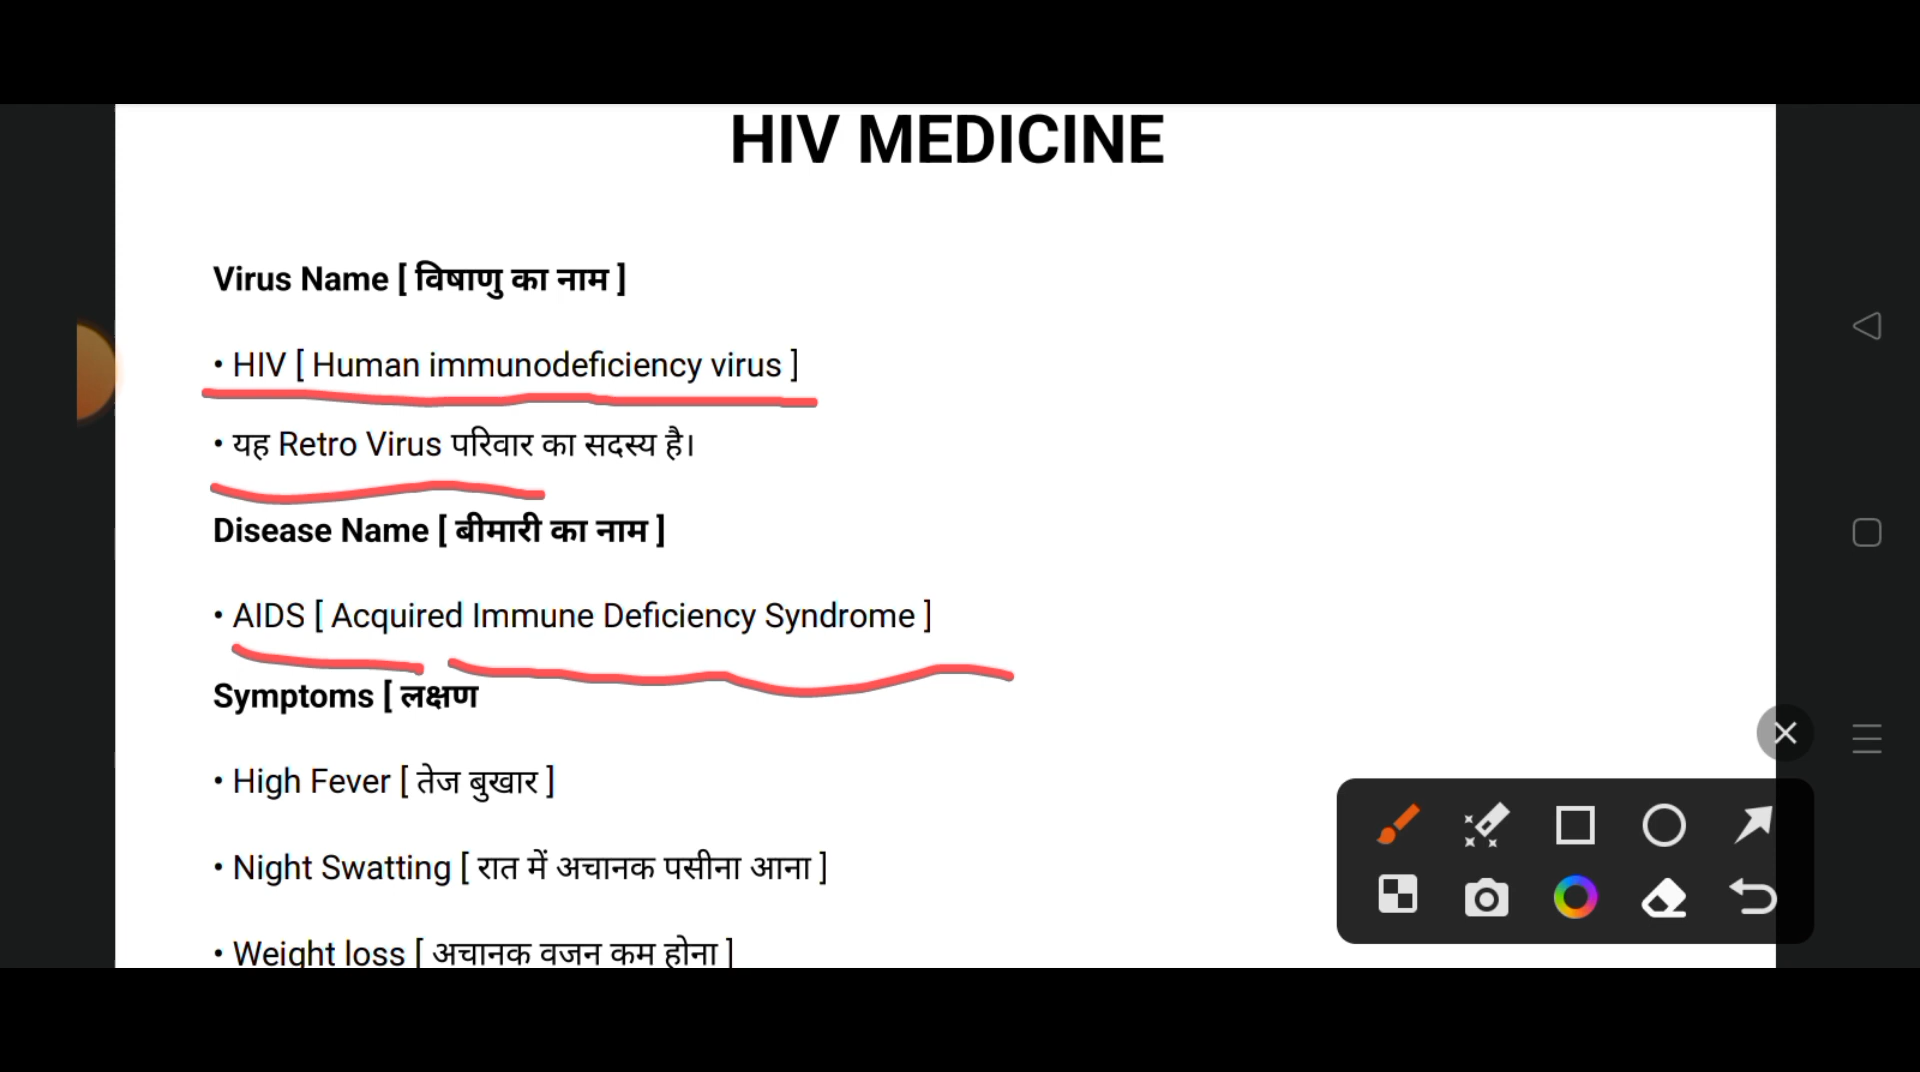 HIV MEDICINE
Virus Name [ विषाणु का नाम ]
• HIV [ Human immunodeficiency virus ]
• यह Retro Virus परिवार का सदस्य है।
Disease Name [ बीमारी का नाम ]
• AIDS [ Acquired Immune Deficiency Syndrome ]
Symptoms [ लक्षण
• High Fever [ तेज बुखार ]
• Night Swatting [ रात में अचानक पसीना आना ]
• Weight loss [ अचानक वजन कम होना ]